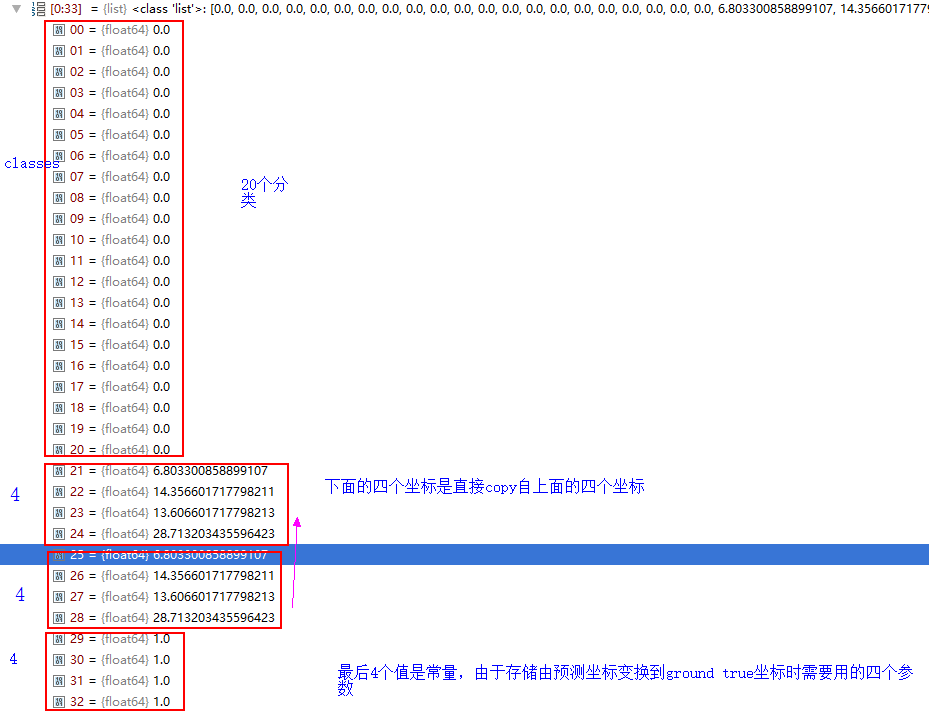 [0:33] = {list} <class 'list'>: [0.0, 0.0, 0.0, 0.0, 0.0, 0.0, 0.0, 0.0, 0.0, 0.0, 0.0, 0.0, 0.0, 0.0, 0.0, 0.0, 0.0, 0.0, 0.0, 0.0, 0.0, 6.803300858899107, 14.3566017177
00 = {float64} 0.0
01 = {float64} 0.0
02 = {float64} 0.0
03 = {float64} 0.0
04 = {float64} 0.0
05 = {float64} 0.0
06 = {float64} 0.0
classes
07 = {float64} 0.0
20个分
类
08 = {float64} 0.0
09 = {float64} 0.0
10 = {float64} 0.0
11 = {float64} 0.0
12 = {float64} 0.0
13 = {float64} 0.0
14 = {float64} 0.0
15 = {float64} 0.0
16 = {float64} 0.0
17 = {float64} 0.0
18 = {float64} 0.0
19 = {float64} 0.0
20 = {float64} 0.0
21 = {float64} 6.803300858899107
4
22 = {float64} 14.356601717798211
下面的四个坐标是直接copy自上面的四个坐标
23 = {float64} 13.606601717798213
24 = {float64} 28.713203435596423
25 = {float64} 6.803300858899107
26 = {float64} 14.356601717798211
4
27 = {float64} 13.606601717798213
28 = {float64} 28.713203435596423
29 = {float64} 1.0
4
30 = {float64} 1.0
31 = {float64} 1.0
32 = {float64} 1.0
最后4个值是常量，由于存储由预测坐标变换到ground true坐标时需要用的四个参
数